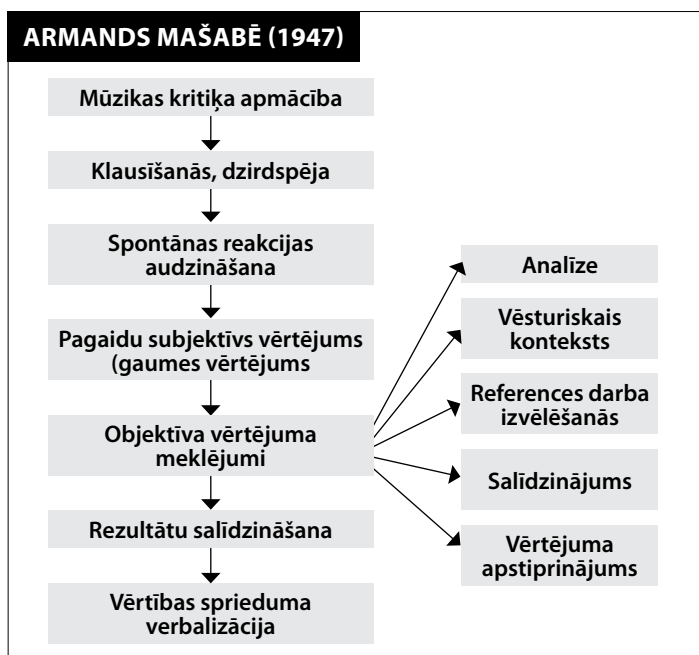 ARMANDS MAŠABĒ (1947)
Mūzikas kritiķa apmācība
Klausīšanās, dzirdspēja
Spontānas reakcijas
audzināšana
Pagaidu subjektīvs vērtējums
(gaumes vērtējums
Objektīva vērtējuma
meklējumi
Rezultātu salīdzināšana
Vērtības sprieduma
verbalizācija
Analīze
Vēsturiskais
konteksts
References darba
izvēlēšanās
Salīdzinājums
Vērtējuma
apstiprinājums